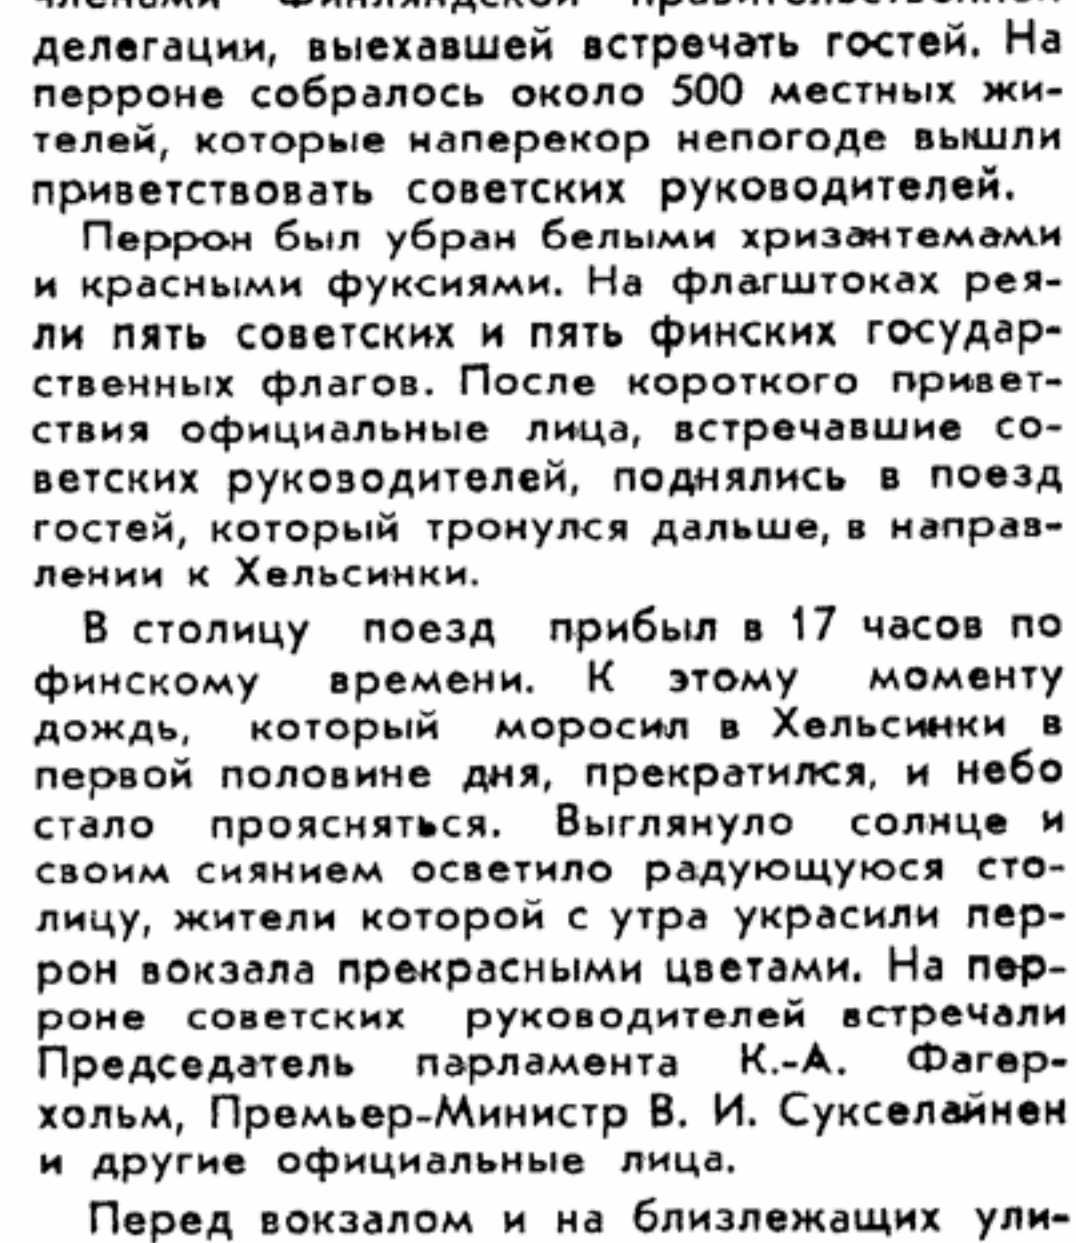 членами Финляндской правительственной
делегации, выехавшей встречать гостей. На
перроне собралось около 500 местных жи-
телей, которые наперекор непогоде вышли
приветствовать советских руководителей.
Перрон был убран белыми хризантемами
и красными фуксиями. На флагштоках рея-
ли пять советских и пять финских государ-
ственных флагов. После короткого привет-
ствия официальные лица, встречавшие со-
ветских руководителей, поднялись в поезд
гостей, который тронулся дальше, в направ-
лении к Хельсинки.
В столицу поезд прибыл в 17 часов по
финскому времени. К этому моменту
дождь, который моросил в Хельсинки в
первой половине дня, прекратился, и небо
стало проясняться. Выглянуло солнце и
своим сиянием осветило радующуюся сто-
лицу, жители которой с утра украсили пер-
рон вокзала прекрасными цветами. На пер-
роне советских руководителей встречали
Председатель парламента К.-А. Фагер-
хольм, Премьер-Министр В. И. Сукселайнен
и другие официальные лица.
Перед вокзалом и на близлежащих ули-